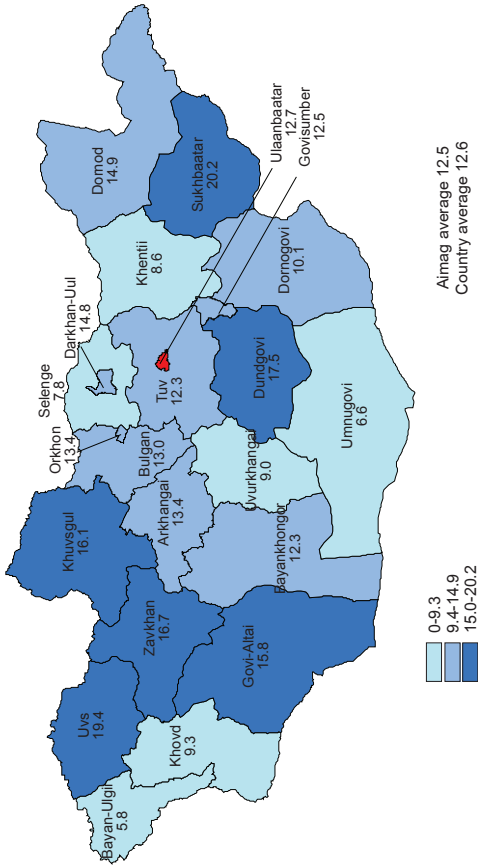 Uvs
19.4
Bayan-Ulgii
5.8
Khovd
9.3
Zavkhan
16.7
Govi-Altai
15.8
Khuvsgul
16.1
Arkhangai
13.4
Bayankhongor
12.3
Orkhon
13.4
Bulgan
13.0
Uvurkhangai
9.0
Selenge
7.8
Darkhan-Uul
14.8
Tuv
12.3
Dundgovi
17.5
Umnugovi
6.6
Khentii
8.6
Dornogovi
10.1
Dornod
14.9
Sukhbaatar
20.2
Ulaanbaatar
12.7
Govisumber
12.5
Aimag average 12.5
Country average 12.6
0-9.3
9.4-14.9
15.0-20.2